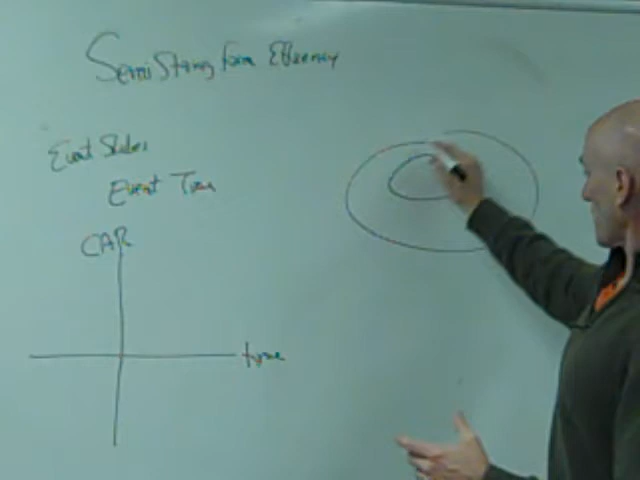 Semi Strong Form Efficiency
Event Studies
Event Time
CAR
time